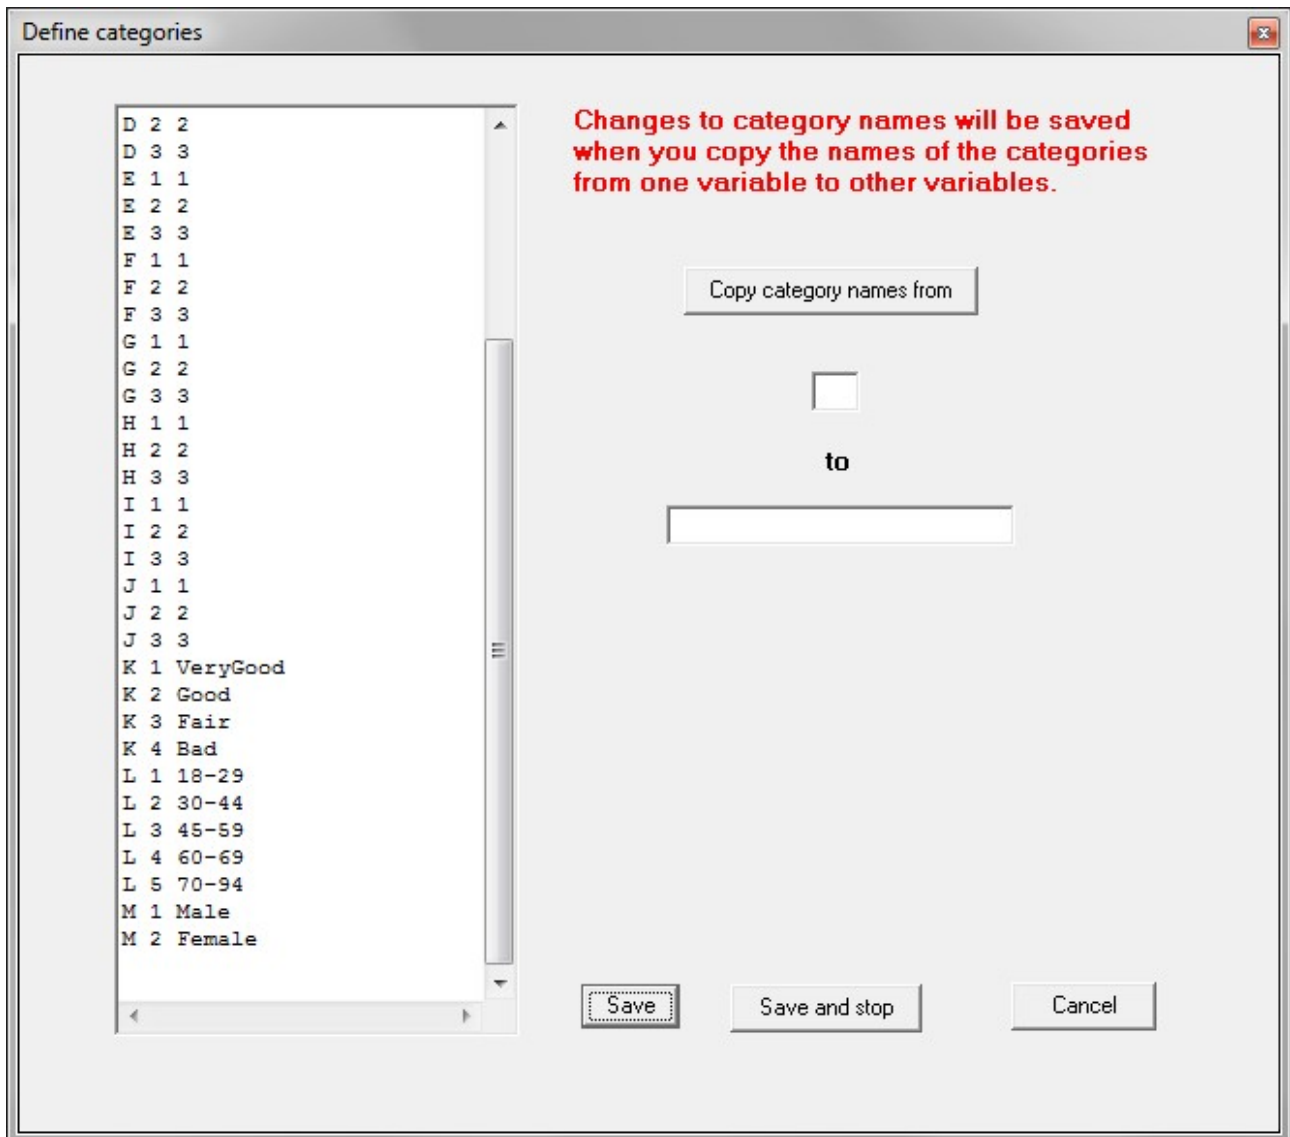 Define categories
D 2 2
D 3 3
E 1 1
E 2 2
E 3 3
F 1 1
F 2 2
F 3 3
G 1 1
G 2 2
G 3 3
H 1 1
H 2 2
H 3 3
I 1 1
I 2 2
I 3 3
J 1 1
J 2 2
J 3 3
K 1 VeryGood
K 2 Good
K 3 Fair
K 4 Bad
L 1 18-29
L 2 30-44
L 3 45-59
L 4 60-69
L 5 70-94
M 1 Male
M 2 Female
Changes to category names will be saved
when you copy the names of the categories
from one variable to other variables.
Copy category names from
to
Save
Save and stop
Cancel